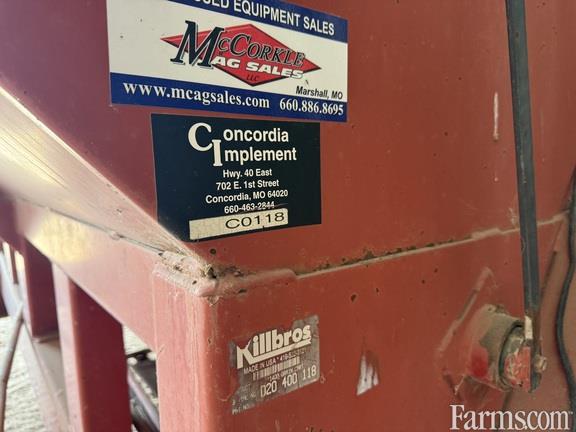 USED EQUIPMENT SALES
McCORKLE
AG SALES
LLC
Marshall, MO
www.mcagsales.com 660.886.8695
Concordia
Implement
Hwy. 40 East
702 E. 1st Street
Concordia, MO 64020
660-463-2844
C0118
Killbros
MADE IN USA
D20 400 118
Farms.com